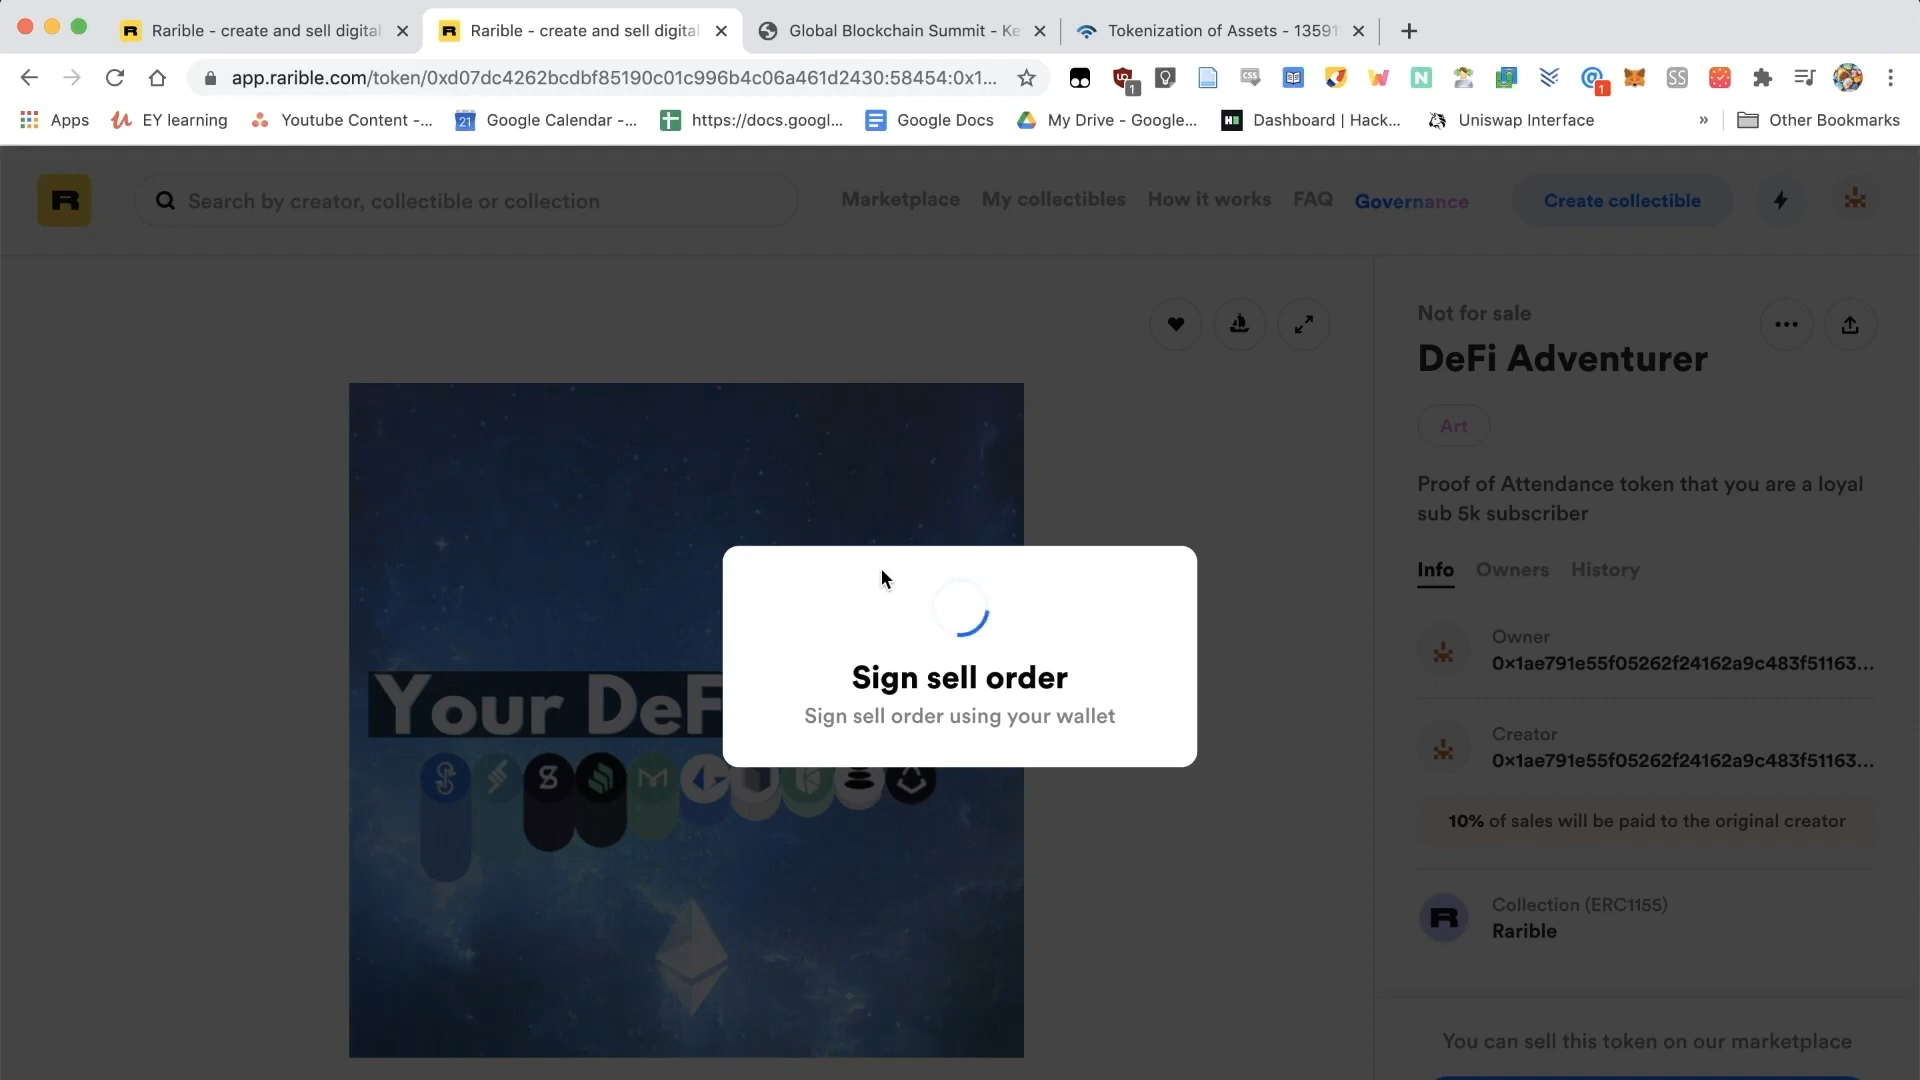 Rarible - create and sell digital
Rarible - create and sell digital
Global Blockchain Summit - Ke
Tokenization of Assets - 13591
app.rarible.com/token/0xd07dc4262bcdbf85190c01c996b4c06a461d2430:58454:0x1...
1
CSS
N
SS
1
Apps
EY learning
Youtube Content -...
21
Google Calendar -...
https://docs.googl...
Google Docs
My Drive - Google...
Dashboard | Hack...
Uniswap Interface
»
Other Bookmarks
R
Search by creator, collectible or collection
Marketplace
My collectibles
How it works
FAQ
Governance
Create collectible
Not for sale
DeFi Adventurer
Art
Proof of Attendance token that you are a loyal
sub 5k subscriber
Info
Owners
History
Owner
0x1ae791e55f05262f24162a9c483f51163...
Creator
0x1ae791e55f05262f24162a9c483f51163...
10% of sales will be paid to the original creator
Collection (ERC1155)
Rarible
You can sell this token on our marketplace
Your DeF
Sign sell order
Sign sell order using your wallet